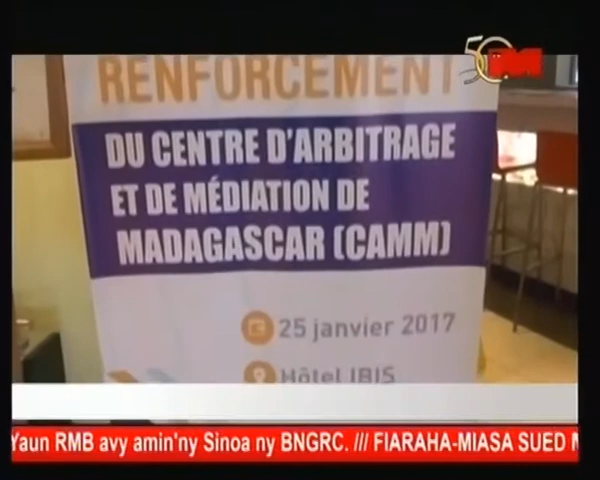 50
RENFORCEMENT
DU CENTRE D'ARBITRAGE
ET DE MÉDIATION DE
MADAGASCAR (CAMM)
25 janvier 2017
Hôtel IBIS
Yaun RMB avy amin'ny Sinoa ny BNGRC. /// FIARAHA-MIASA SUED